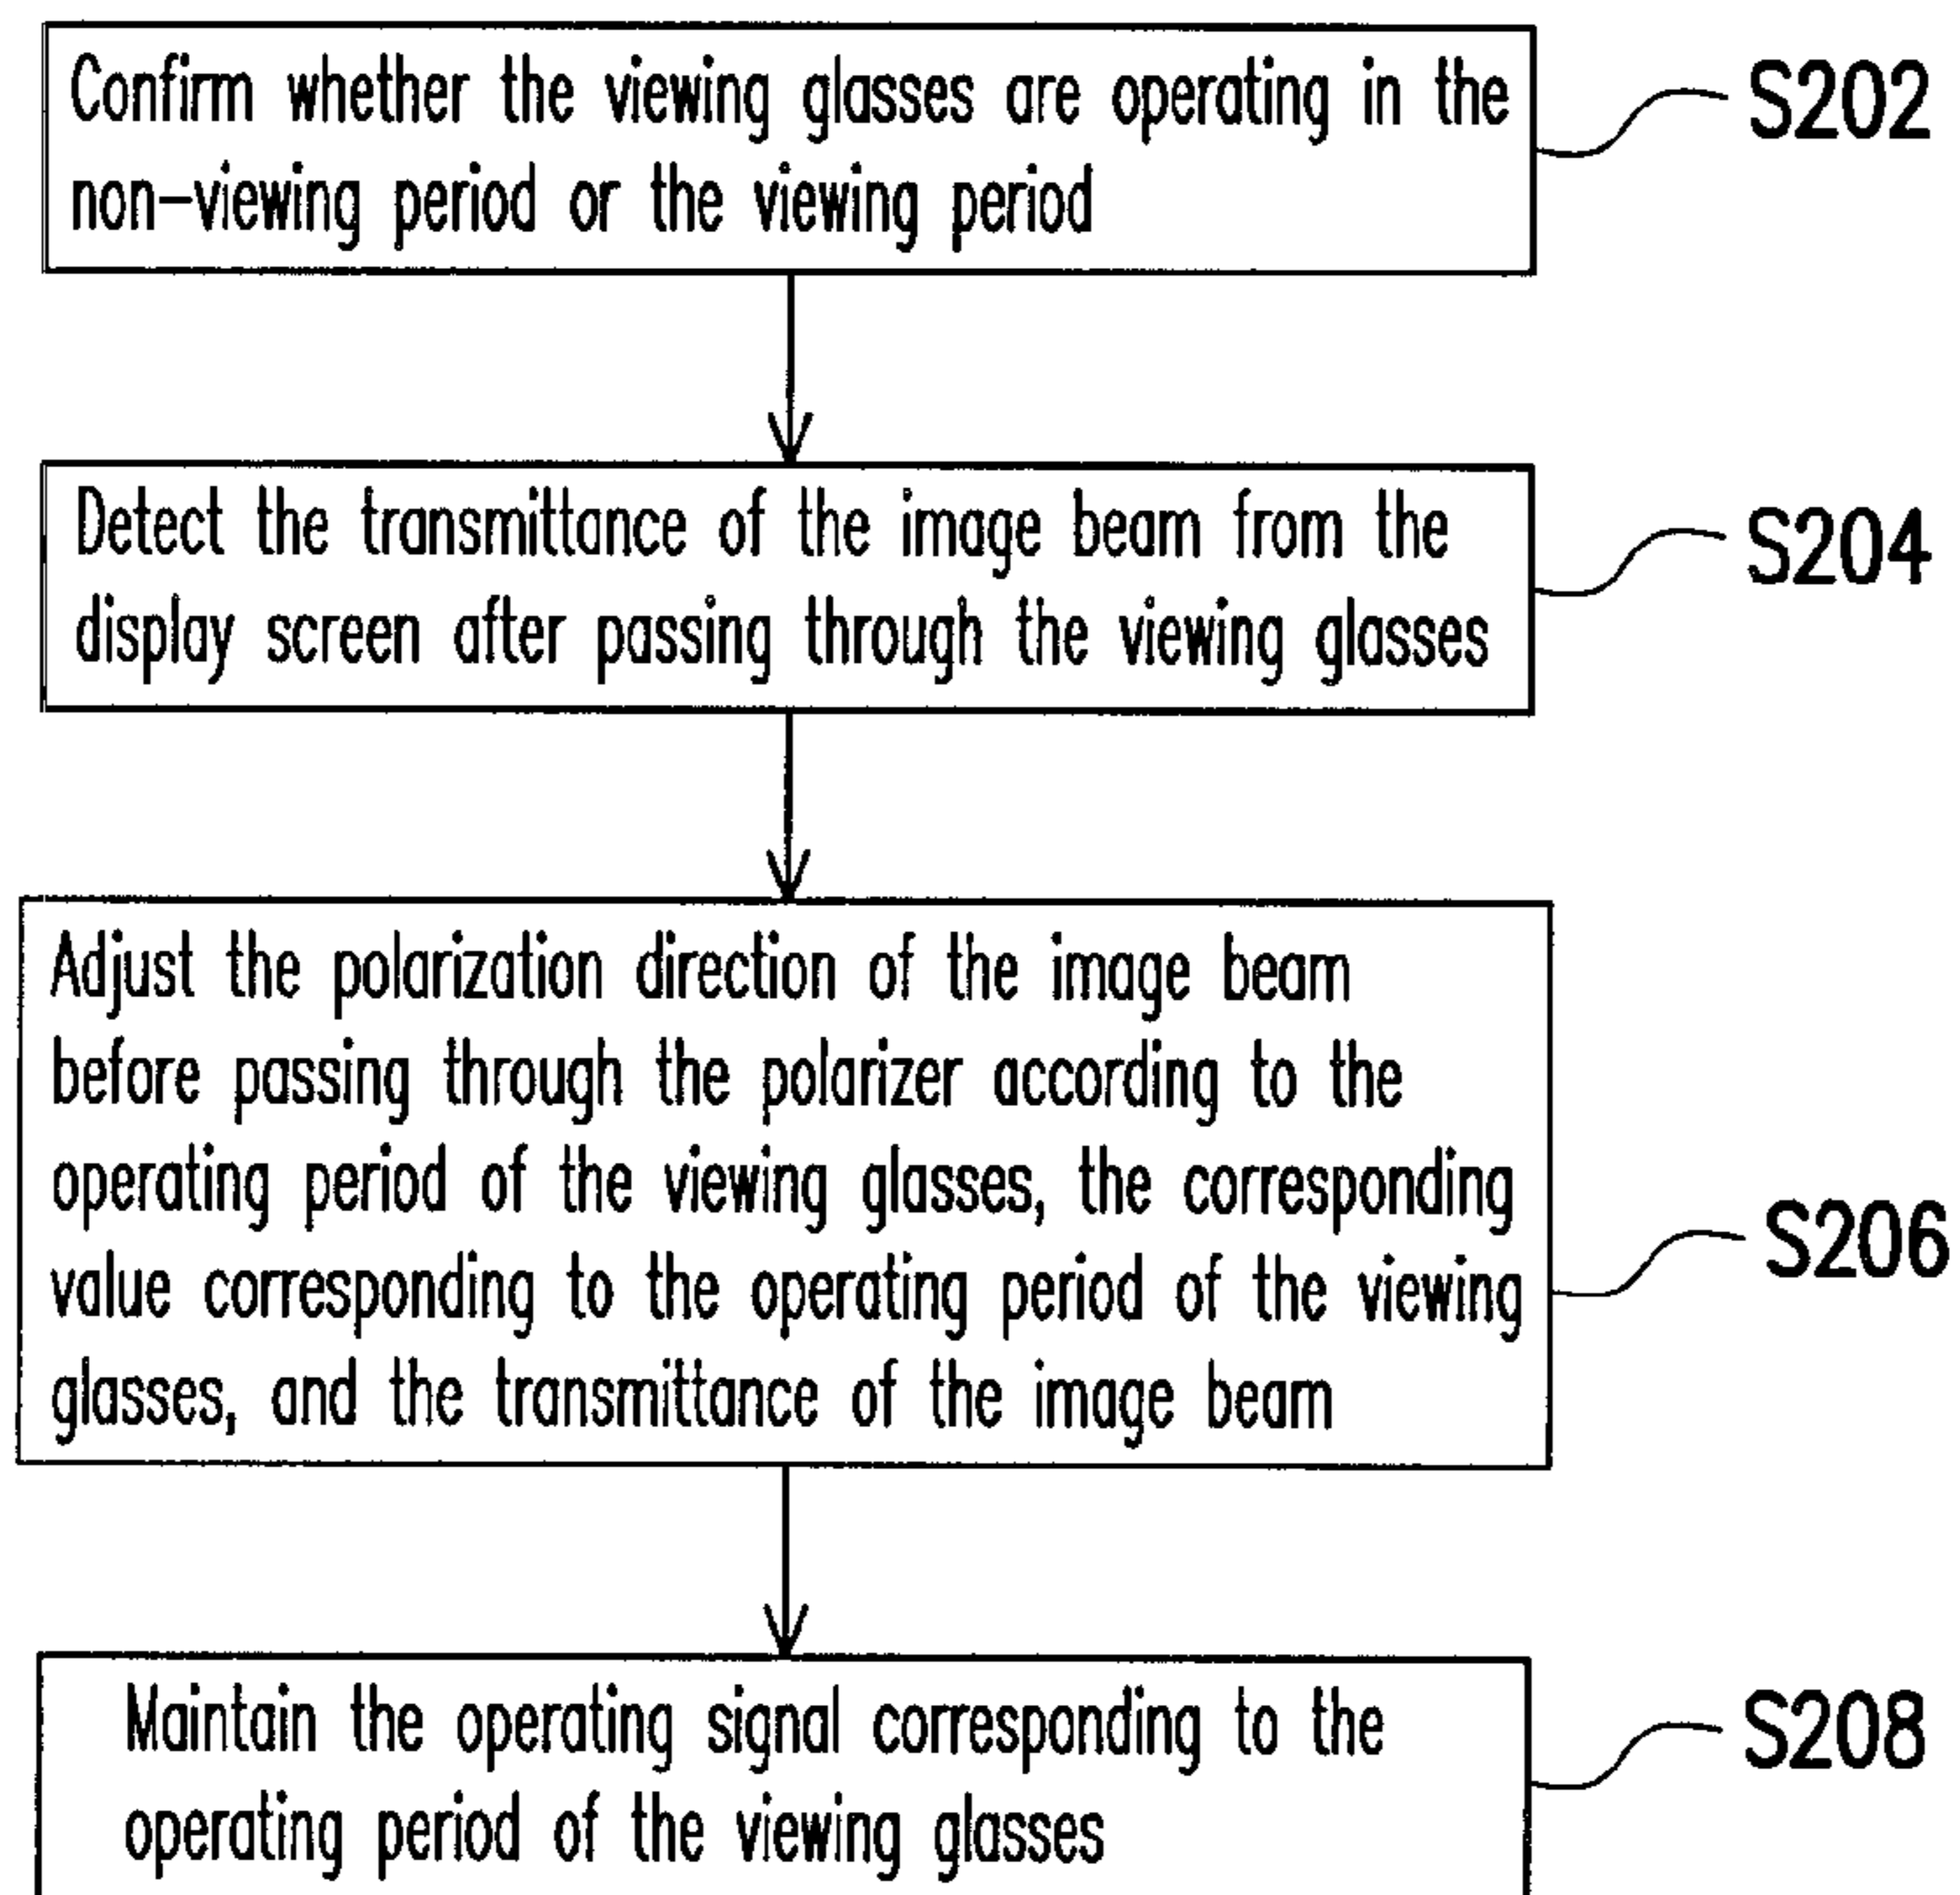 Confirm whether the viewing glasses are operating in the
non-viewing period or the viewing period
S202
Detect the transmittance of the image beam from the
display screen after passing through the viewing glasses
S204
Adjust the polarization direction of the image beam
before passing through the polarizer according to the
operating period of the viewing glasses, the corresponding
value corresponding to the operating period of the viewing
glasses, and the transmittance of the image beam
S206
Maintain the operating signal corresponding to the
operating period of the viewing glasses
S208